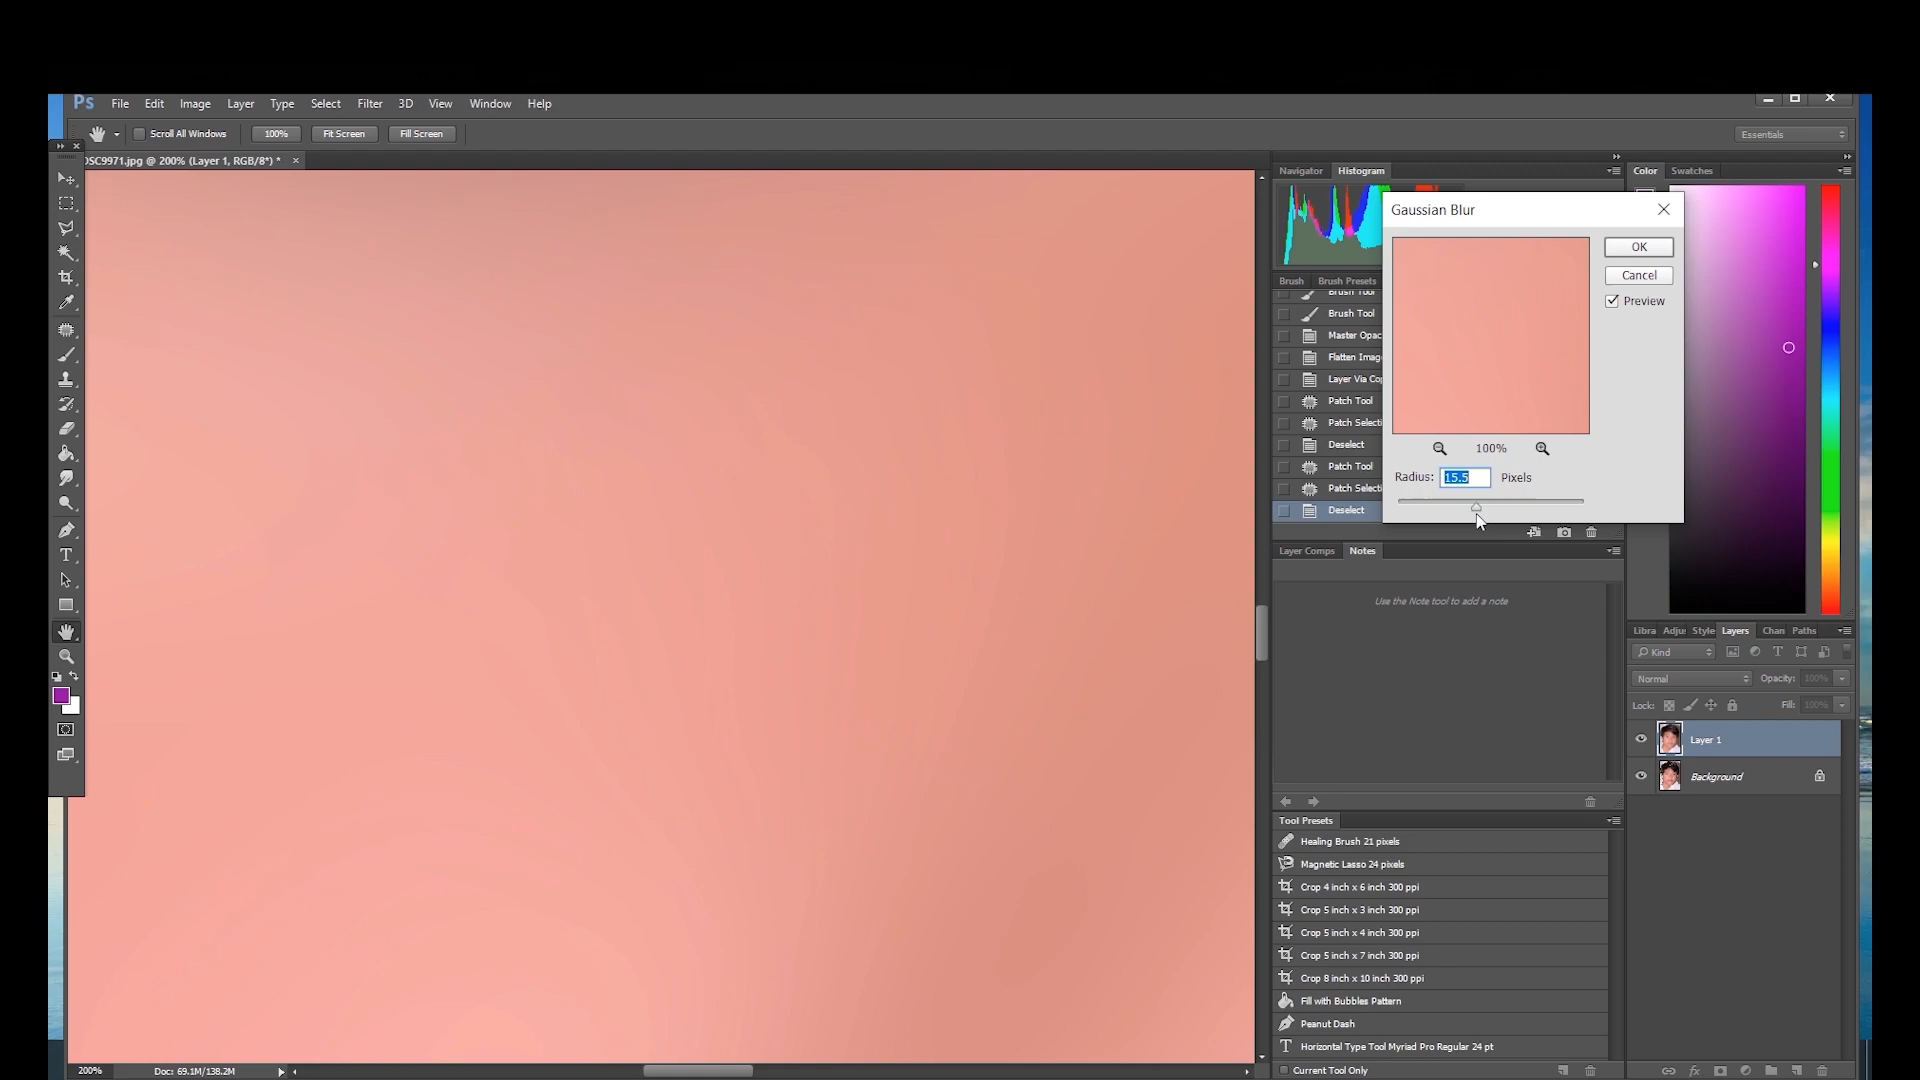 Ps File Edit Image Layer Type Select Filter 3D View Window Help
Scroll All Windows 100% Fit Screen Fill Screen Essentials
DSC9971.jpg @ 200% (Layer 1, RGB/8*) *
Navigator Histogram Color Swatches
Gaussian Blur
OK
Cancel
Preview
100%
Radius: 15.5 Pixels
Brush Brush Presets
Brush Tool
Brush Tool
Master Opac
Flatten Imag
Layer Via Cop
Patch Tool
Patch Selecti
Deselect
Patch Tool
Patch Selecti
Deselect
Layer Comps Notes
Use the Note tool to add a note
Libra Adju Style Layers Chan Paths
Kind
Normal Opacity: 100%
Lock: Fill: 100%
Layer 1
Background
Tool Presets
Healing Brush 21 pixels
Magnetic Lasso 24 pixels
Crop 4 inch x 6 inch 300 ppi
Crop 5 inch x 3 inch 300 ppi
Crop 5 inch x 4 inch 300 ppi
Crop 5 inch x 7 inch 300 ppi
Crop 8 inch x 10 inch 300 ppi
Fill with Bubbles Pattern
Peanut Dash
Horizontal Type Tool Myriad Pro Regular 24 pt
Current Tool Only
200% Doc: 69.1M/138.2M